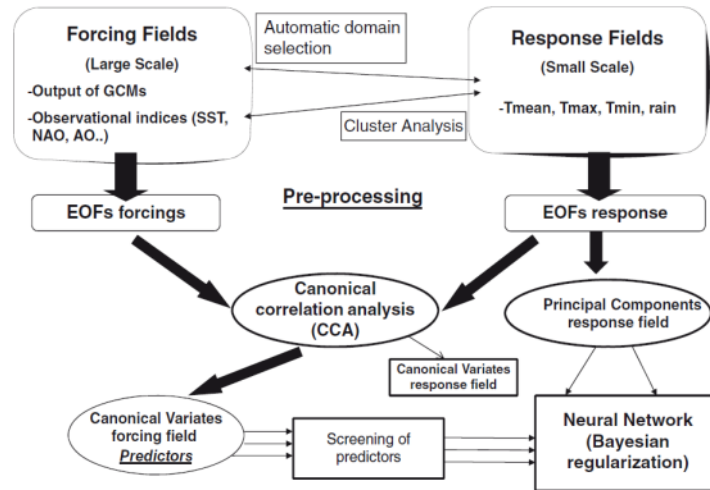 Forcing Fields
(Large Scale)
-Output of GCMs
-Observational indices (SST,
NAO, AO..)
Automatic domain
selection
Cluster Analysis
Response Fields
(Small Scale)
-Tmean, Tmax, Tmin, rain
EOFs forcings
Pre-processing
EOFs response
Canonical
correlation analysis
(CCA)
Principal Components
response field
Canonical Variates
response field
Canonical Variates
forcing field
Predictors
Screening of
predictors
Neural Network
(Bayesian
regularization)